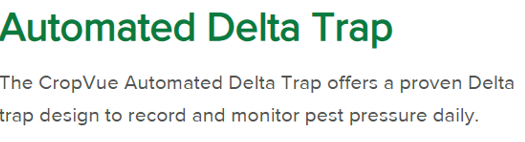 Automated Delta Trap
The CropVue Automated Delta Trap offers a proven Delta
trap design to record and monitor pest pressure daily.